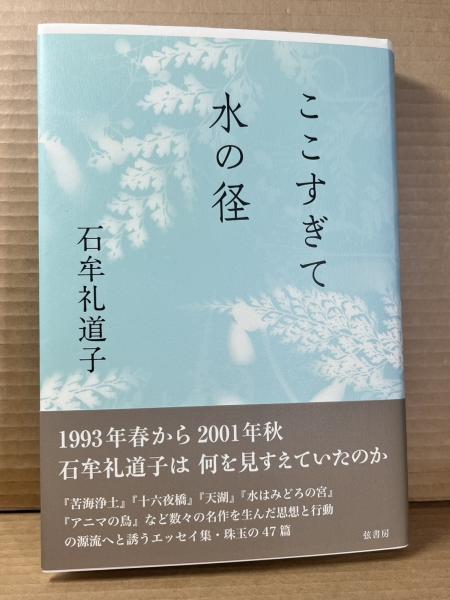 ここすぎて
水の径
石牟礼道子
1993年春から2001年秋
石牟礼道子は 何を見すえていたのか
『苦海浄土』『十六夜橋』『天湖』『水はみどろの宮』
『アニマの鳥』など数々の名作を生んだ思想と行動
の源流へと誘うエッセイ集・珠玉の47篇
弦書房